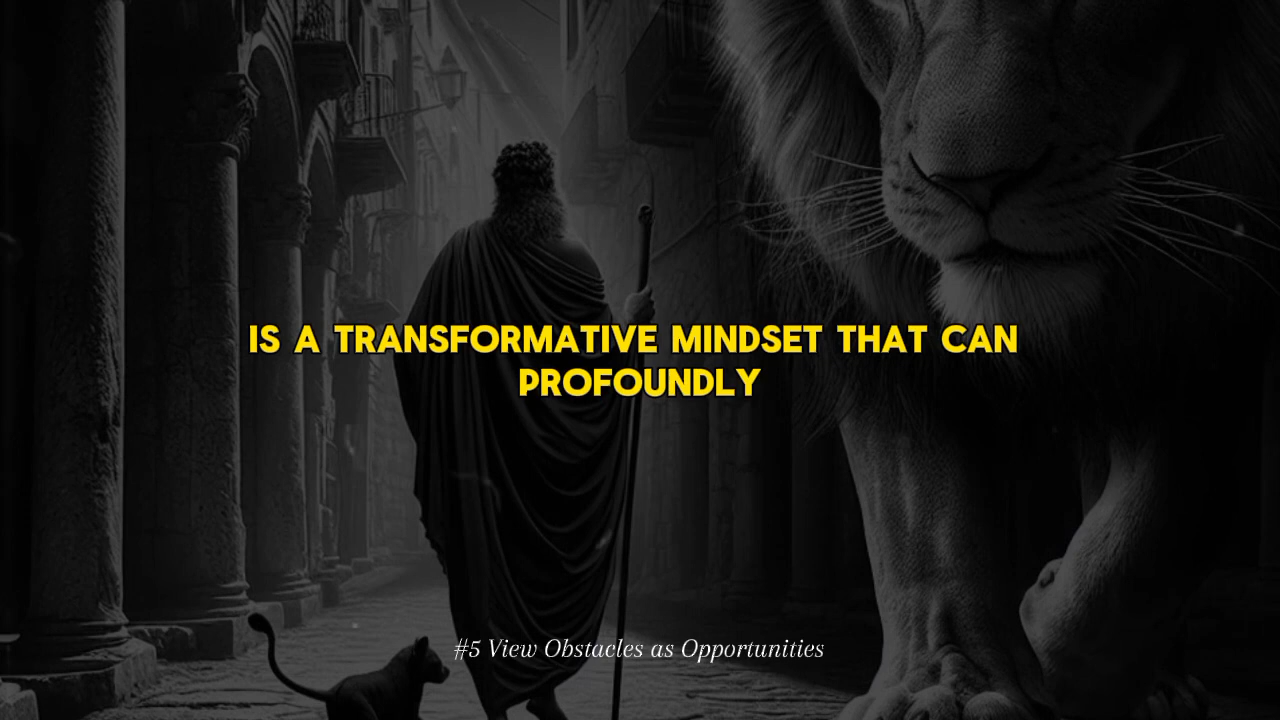 IS A TRANSFORMATIVE MINDSET THAT CAN
PROFOUNDLY
#5 View Obstacles as Opportunities